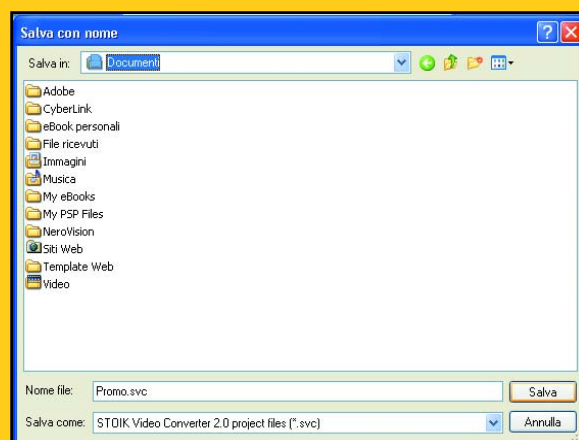 Salva con nome
Salva in: Documenti
Adobe
CyberLink
eBook personali
File ricevuti
Immagini
Musica
My eBooks
My PSP Files
NeroVision
Siti Web
Template Web
Video
Nome file: Promo.svc Salva
Salva come: STOIK Video Converter 2.0 project files (*.svc) Annulla